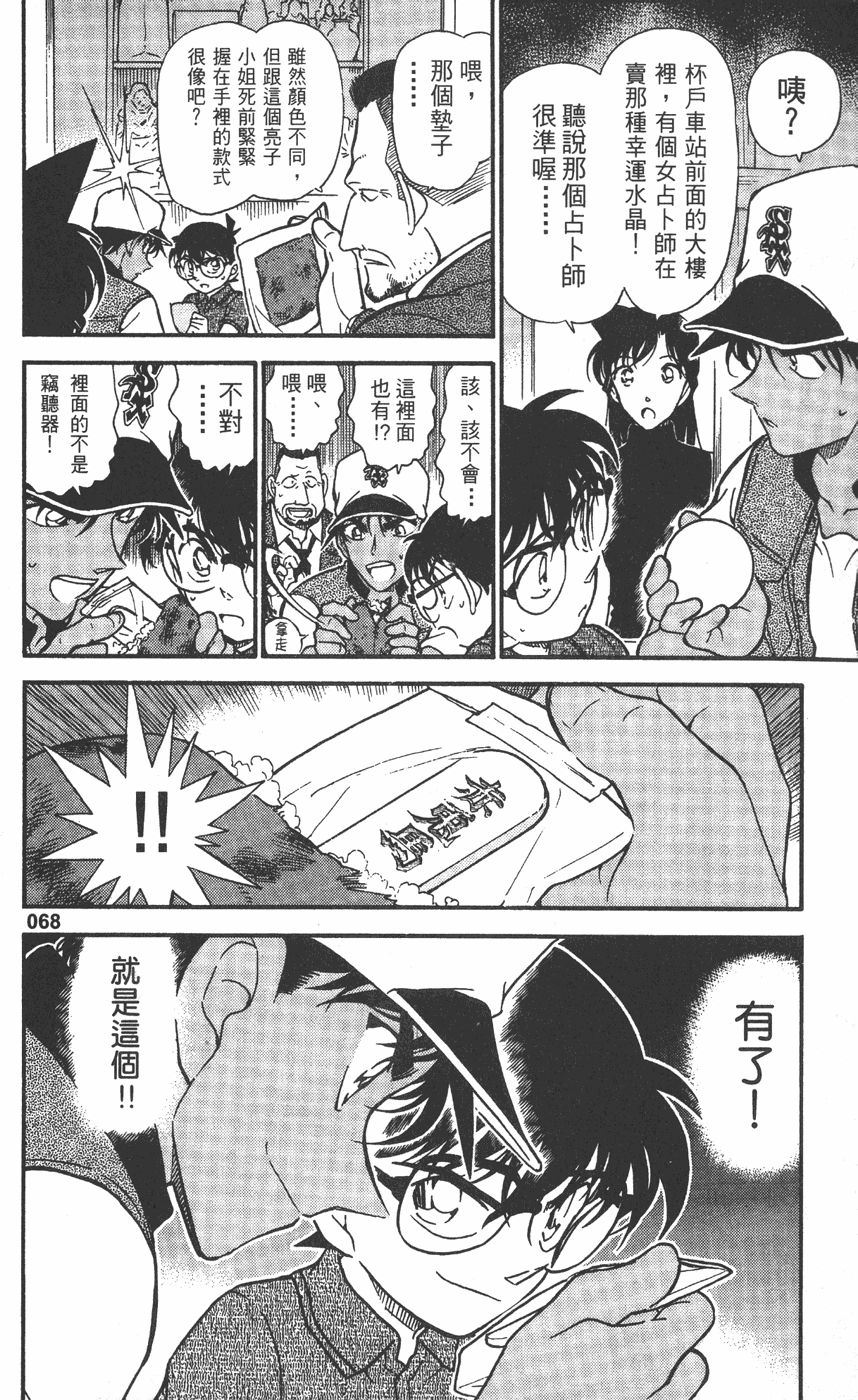 咦？
杯戶車站前面的大樓
裡，有個女占卜師在
賣那種幸運水晶！
聽說那個占卜師
很準喔……
喂，
那個墊子
……
雖然顏色不同，
但跟這個亮子
小姐死前緊緊
握在手裡的款式
很像吧？
該、該不會…
這裡面
也有!?
喂、
喂……
拿走
不對
……
裡面的不是
竊聽器！
!!
赤鬼馬
068
有了！
就是這個!!